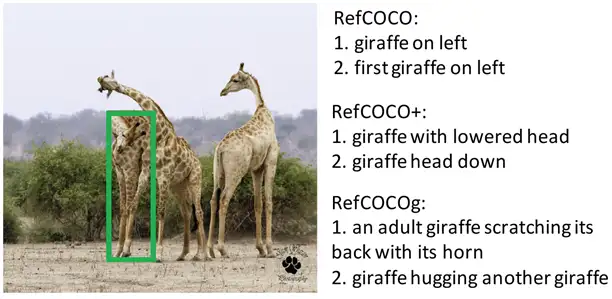 RefCOCO:
1. giraffe on left
2. first giraffe on left
RefCOCO+:
1. giraffe with lowered head
2. giraffe head down
RefCOCOg:
1. an adult giraffe scratching its
back with its horn
2. giraffe hugging another giraffe